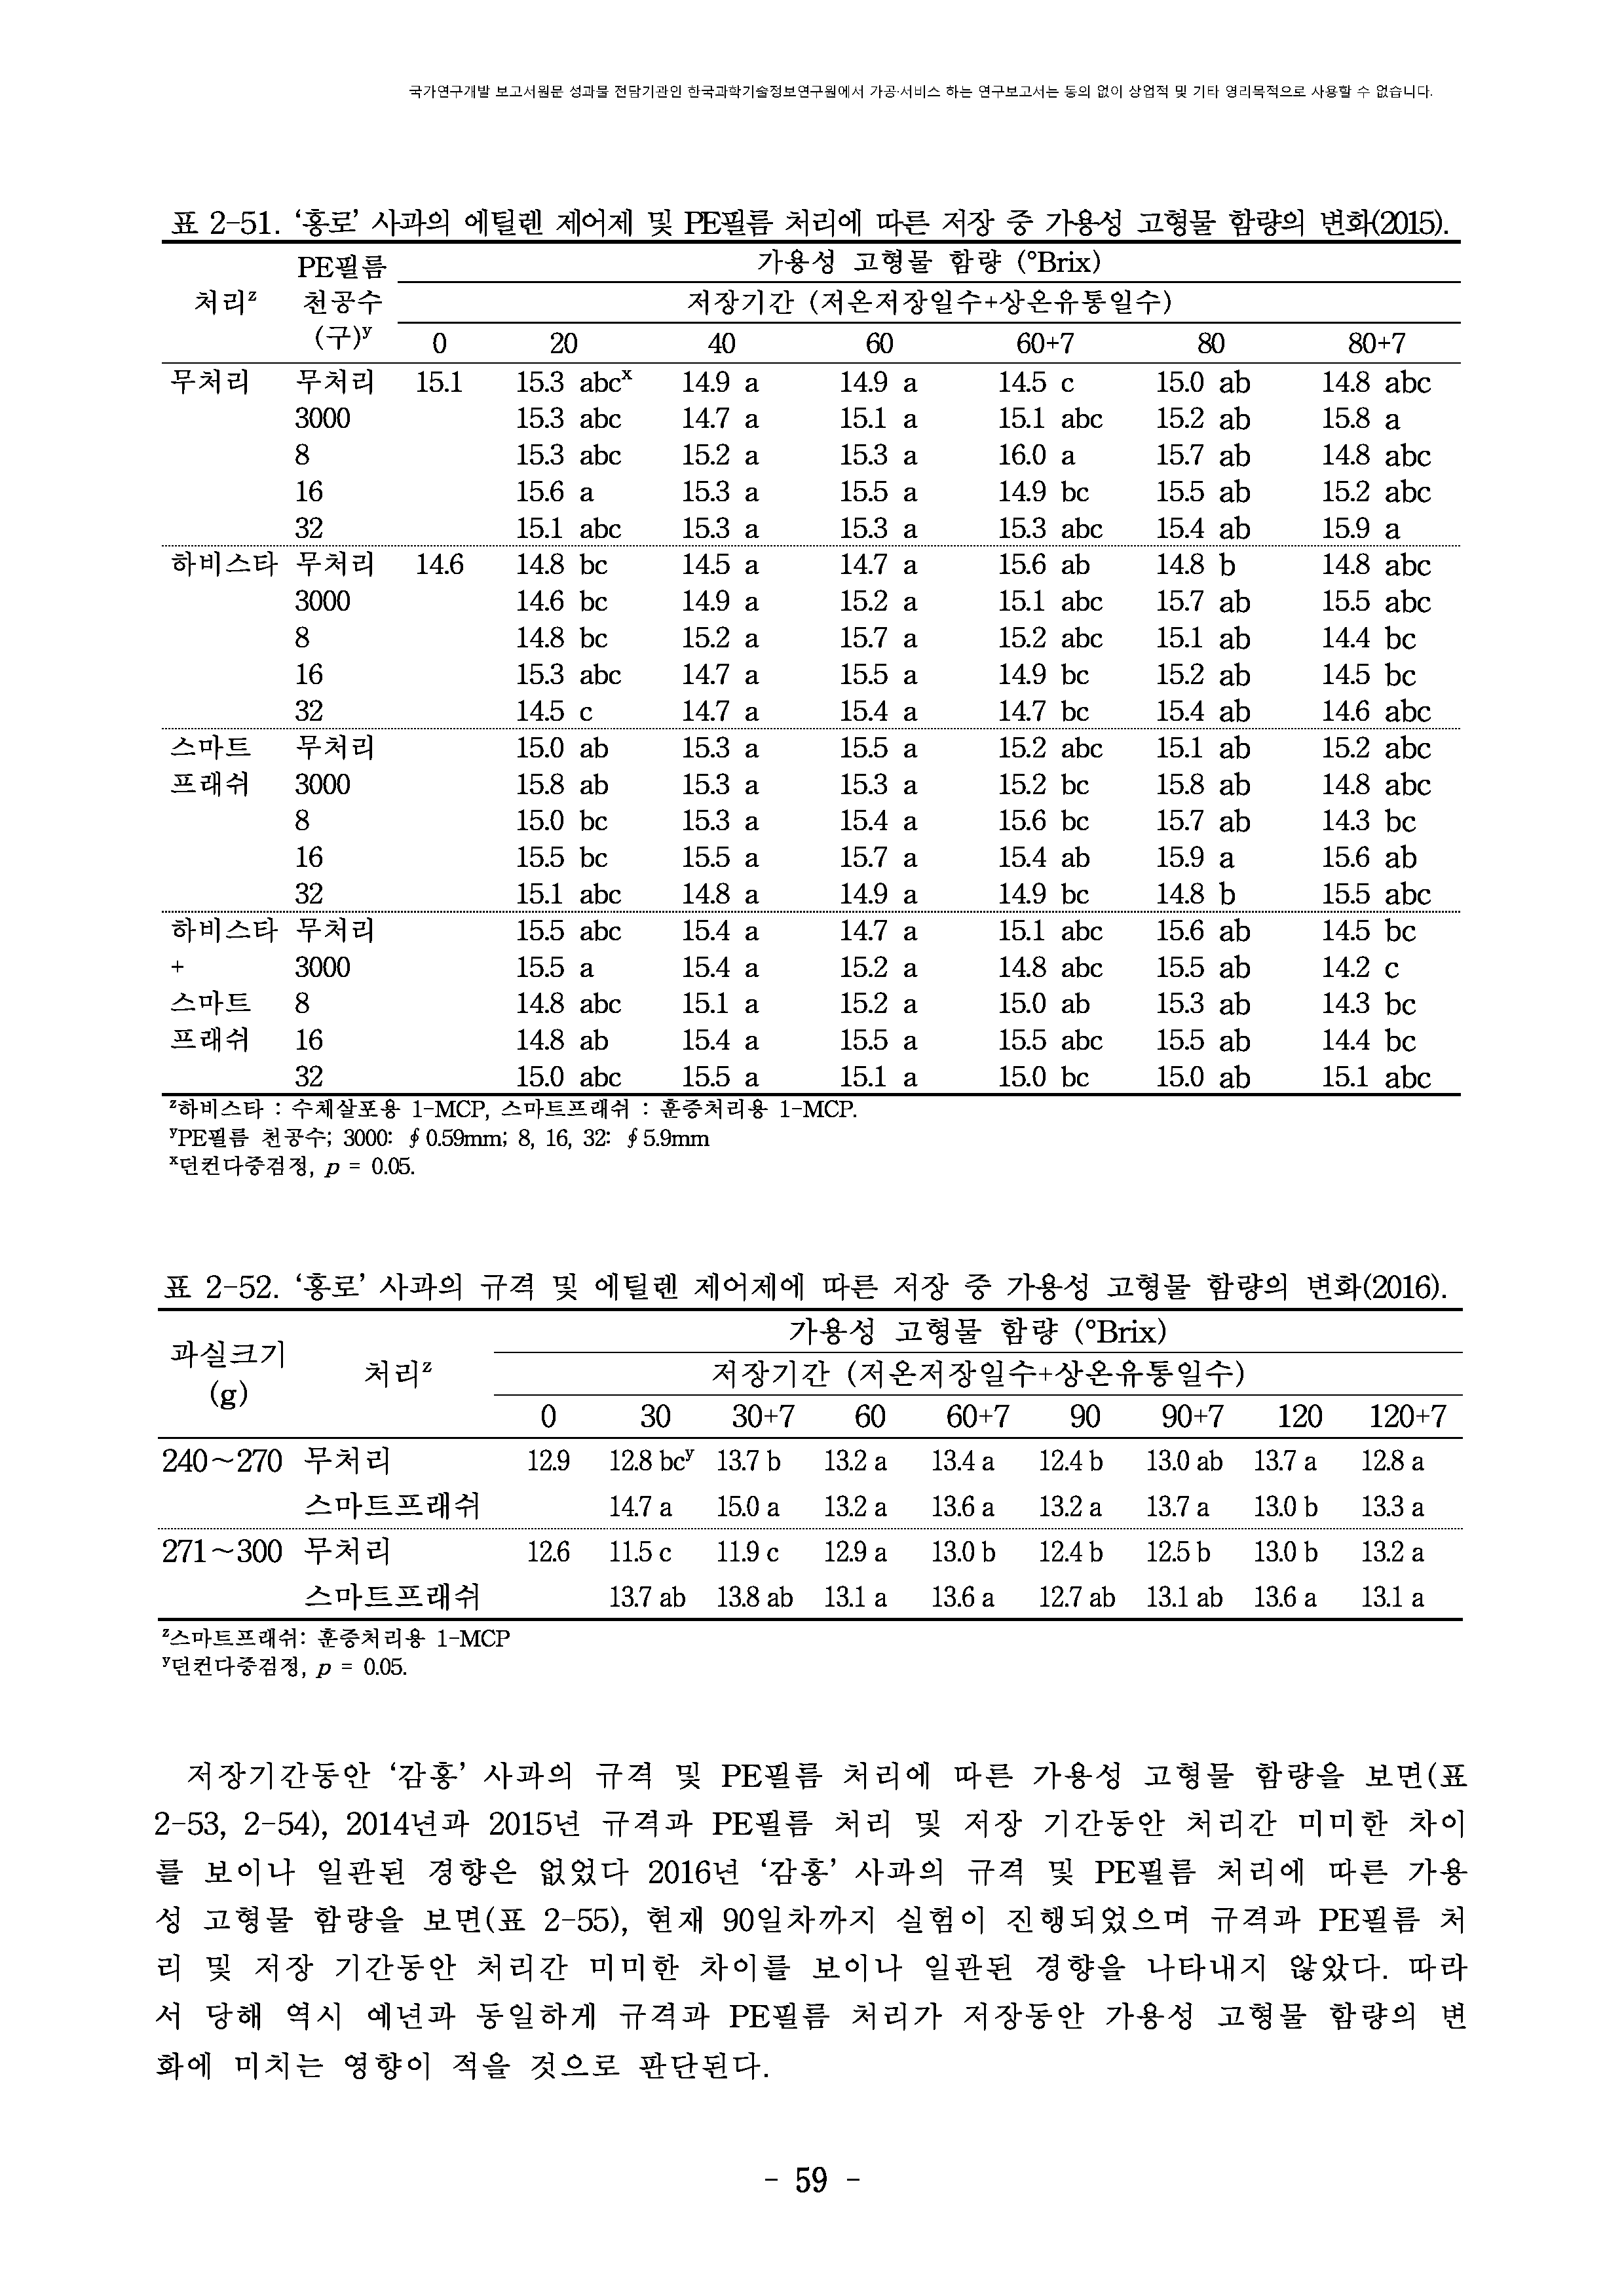 국가연구개발 보고서원문 성과물 전담기관인 한국과학기술정보연구원에서 가공·서비스 하는 연구보고서는 동의 없이 상업적 및 기타 영리목적으로 사용할 수 없습니다.
표 2-51. ‘홍로’ 사과의 에틸렌 제어제 및 PE필름 처리에 따른 저장 중 가용성 고형물 함량의 변화(2015).
처리ᶻ PE필름 천공수 (구)ʸ 가용성 고형물 함량 (°Brix)
저장기간 (저온저장일수+상온유통일수)
0 20 40 60 60+7 80 80+7
무처리 무처리 15.1 15.3 abcˣ 14.9 a 14.9 a 14.5 c 15.0 ab 14.8 abc
3000 15.3 abc 14.7 a 15.1 a 15.1 abc 15.2 ab 15.8 a
8 15.3 abc 15.2 a 15.3 a 16.0 a 15.7 ab 14.8 abc
16 15.6 a 15.3 a 15.5 a 14.9 bc 15.5 ab 15.2 abc
32 15.1 abc 15.3 a 15.3 a 15.3 abc 15.4 ab 15.9 a
하비스타 무처리 14.6 14.8 bc 14.5 a 14.7 a 15.6 ab 14.8 b 14.8 abc
3000 14.6 bc 14.9 a 15.2 a 15.1 abc 15.7 ab 15.5 abc
8 14.8 bc 15.2 a 15.7 a 15.2 abc 15.1 ab 14.4 bc
16 15.3 abc 14.7 a 15.5 a 14.9 bc 15.2 ab 14.5 bc
32 14.5 c 14.7 a 15.4 a 14.7 bc 15.4 ab 14.6 abc
스마트 무처리 15.0 ab 15.3 a 15.5 a 15.2 abc 15.1 ab 15.2 abc
프래쉬 3000 15.8 ab 15.3 a 15.3 a 15.2 bc 15.8 ab 14.8 abc
8 15.0 bc 15.3 a 15.4 a 15.6 bc 15.7 ab 14.3 bc
16 15.5 bc 15.5 a 15.7 a 15.4 ab 15.9 a 15.6 ab
32 15.1 abc 14.8 a 14.9 a 14.9 bc 14.8 b 15.5 abc
하비스타 무처리 15.5 abc 15.4 a 14.7 a 15.1 abc 15.6 ab 14.5 bc
+ 3000 15.5 a 15.4 a 15.2 a 14.8 abc 15.5 ab 14.2 c
스마트 8 14.8 abc 15.1 a 15.2 a 15.0 ab 15.3 ab 14.3 bc
프래쉬 16 14.8 ab 15.4 a 15.5 a 15.5 abc 15.5 ab 14.4 bc
32 15.0 abc 15.5 a 15.1 a 15.0 bc 15.0 ab 15.1 abc
ᶻ하비스타 : 수체살포용 1-MCP, 스마트프래쉬 : 훈증처리용 1-MCP.
ʸPE필름 천공수; 3000: ∮0.59mm; 8, 16, 32: ∮5.9mm
ˣ던컨다중검정, p = 0.05.
표 2-52. ‘홍로’ 사과의 규격 및 에틸렌 제어제에 따른 저장 중 가용성 고형물 함량의 변화(2016).
과실크기 (g) 처리ᶻ 가용성 고형물 함량 (°Brix)
저장기간 (저온저장일수+상온유통일수)
0 30 30+7 60 60+7 90 90+7 120 120+7
240~270 무처리 12.9 12.8 bcʸ 13.7 b 13.2 a 13.4 a 12.4 b 13.0 ab 13.7 a 12.8 a
스마트프래쉬 14.7 a 15.0 a 13.2 a 13.6 a 13.2 a 13.7 a 13.0 b 13.3 a
271~300 무처리 12.6 11.5 c 11.9 c 12.9 a 13.0 b 12.4 b 12.5 b 13.0 b 13.2 a
스마트프래쉬 13.7 ab 13.8 ab 13.1 a 13.6 a 12.7 ab 13.1 ab 13.6 a 13.1 a
ᶻ스마트프래쉬: 훈증처리용 1-MCP
ʸ던컨다중검정, p = 0.05.
저장기간동안 ‘감홍’ 사과의 규격 및 PE필름 처리에 따른 가용성 고형물 함량을 보면(표
2-53, 2-54), 2014년과 2015년 규격과 PE필름 처리 및 저장 기간동안 처리간 미미한 차이
를 보이나 일관된 경향은 없었다 2016년 ‘감홍’ 사과의 규격 및 PE필름 처리에 따른 가용
성 고형물 함량을 보면(표 2-55), 현재 90일차까지 실험이 진행되었으며 규격과 PE필름 처
리 및 저장 기간동안 처리간 미미한 차이를 보이나 일관된 경향을 나타내지 않았다. 따라
서 당해 역시 예년과 동일하게 규격과 PE필름 처리가 저장동안 가용성 고형물 함량의 변
화에 미치는 영향이 적을 것으로 판단된다.
- 59 -